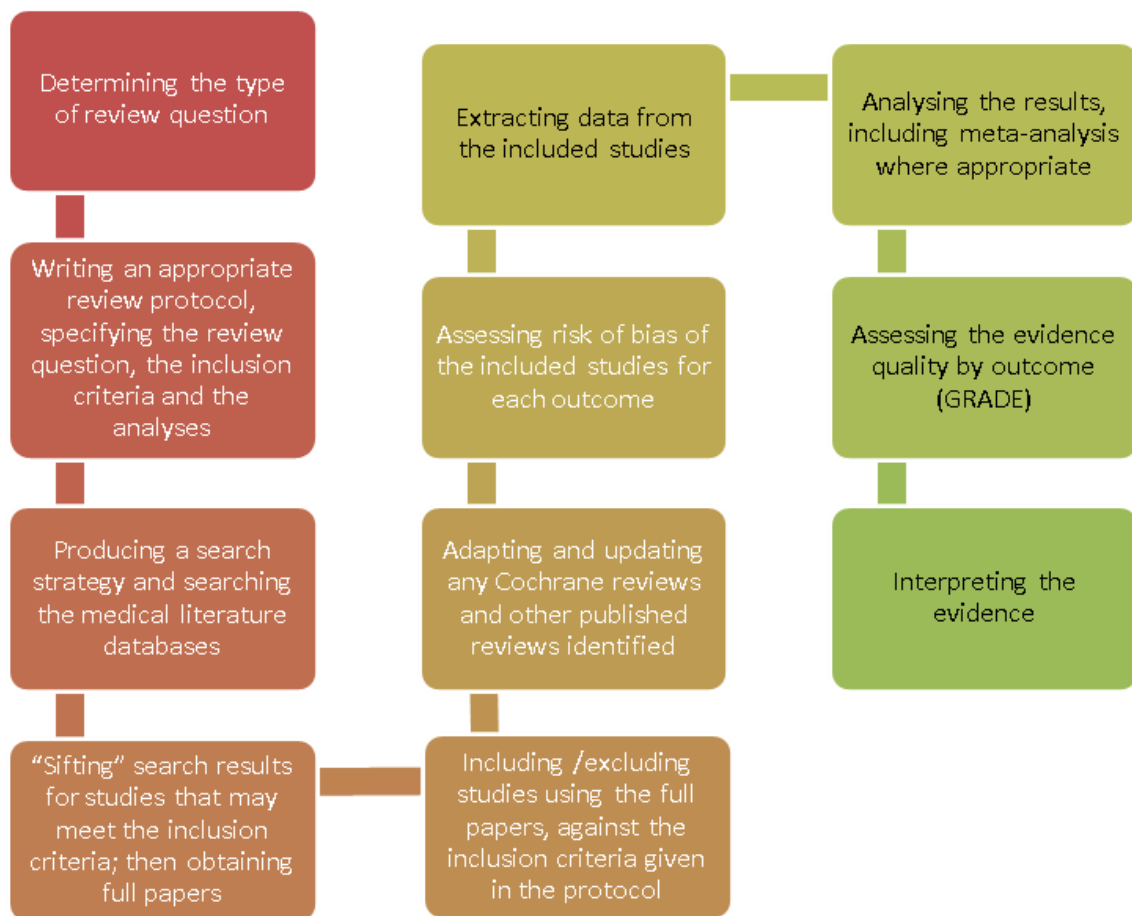 Determining the type
of review question
Writing an appropriate
review protocol,
specifying the review
question, the inclusion
criteria and the
analyses
Producing a search
strategy and searching
the medical literature
databases
“Sifting” search results
for studies that may
meet the inclusion
criteria; then obtaining
full papers
Including /excluding
studies using the full
papers, against the
inclusion criteria given
in the protocol
Adapting and updating
any Cochrane reviews
and other published
reviews identified
Assessing risk of bias of
the included studies for
each outcome
Extracting data from
the included studies
Analysing the results,
including meta-analysis
where appropriate
Assessing the evidence
quality by outcome
(GRADE)
Interpreting the
evidence